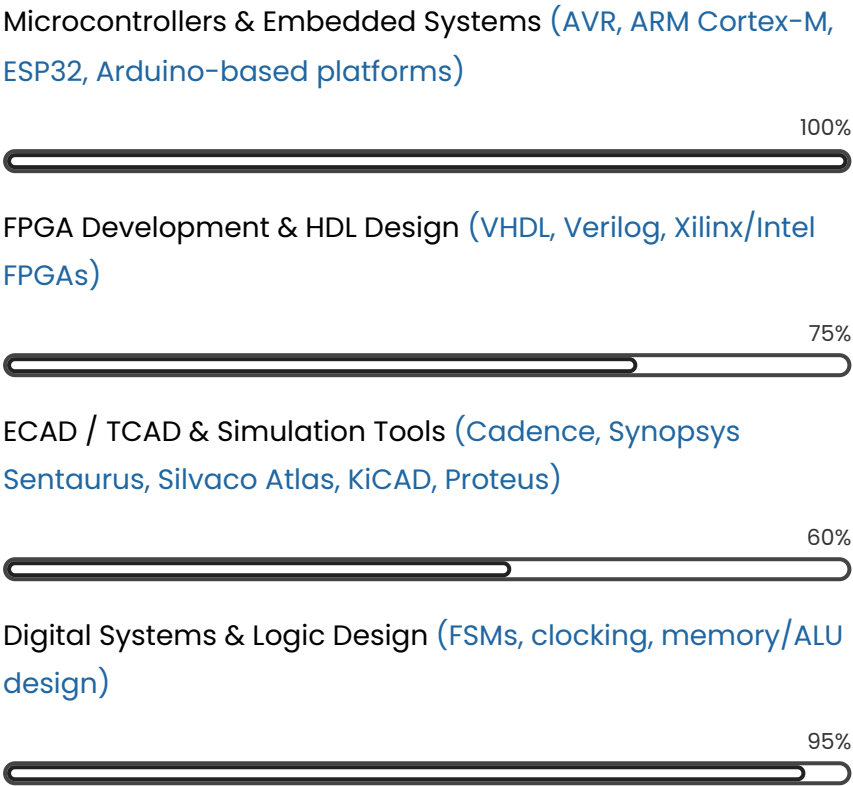 Microcontrollers & Embedded Systems (AVR, ARM Cortex-M,
ESP32, Arduino-based platforms)
100%
FPGA Development & HDL Design (VHDL, Verilog, Xilinx/Intel
FPGAs)
75%
ECAD / TCAD & Simulation Tools (Cadence, Synopsys
Sentaurus, Silvaco Atlas, KiCAD, Proteus)
60%
Digital Systems & Logic Design (FSMs, clocking, memory/ALU
design)
95%